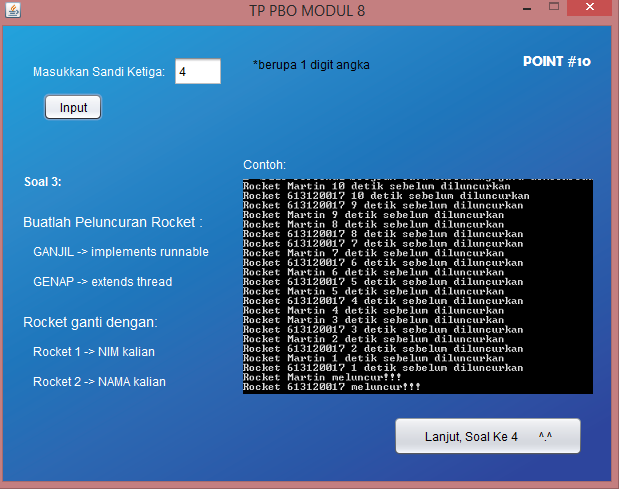 TP PBO MODUL 8
Masukkan Sandi Ketiga: 4 *berupa 1 digit angka
POINT #10
Input
Soal 3:
Buatlah Peluncuran Rocket :
GANJIL -> implements runnable
GENAP -> extends thread
Rocket ganti dengan:
Rocket 1 -> NIM kalian
Rocket 2 -> NAMA kalian
Contoh:
Rocket Martin 10 detik sebelum diluncurkan
Rocket 613120017 10 detik sebelum diluncurkan
Rocket 613120017 9 detik sebelum diluncurkan
Rocket Martin 9 detik sebelum diluncurkan
Rocket Martin 8 detik sebelum diluncurkan
Rocket 613120017 8 detik sebelum diluncurkan
Rocket 613120017 7 detik sebelum diluncurkan
Rocket Martin 7 detik sebelum diluncurkan
Rocket 613120017 6 detik sebelum diluncurkan
Rocket Martin 6 detik sebelum diluncurkan
Rocket 613120017 5 detik sebelum diluncurkan
Rocket Martin 5 detik sebelum diluncurkan
Rocket 613120017 4 detik sebelum diluncurkan
Rocket Martin 4 detik sebelum diluncurkan
Rocket Martin 3 detik sebelum diluncurkan
Rocket 613120017 3 detik sebelum diluncurkan
Rocket Martin 2 detik sebelum diluncurkan
Rocket 613120017 2 detik sebelum diluncurkan
Rocket Martin 1 detik sebelum diluncurkan
Rocket 613120017 1 detik sebelum diluncurkan
Rocket Martin meluncur!!!
Rocket 613120017 meluncur!!!
Lanjut, Soal Ke 4 ^.^